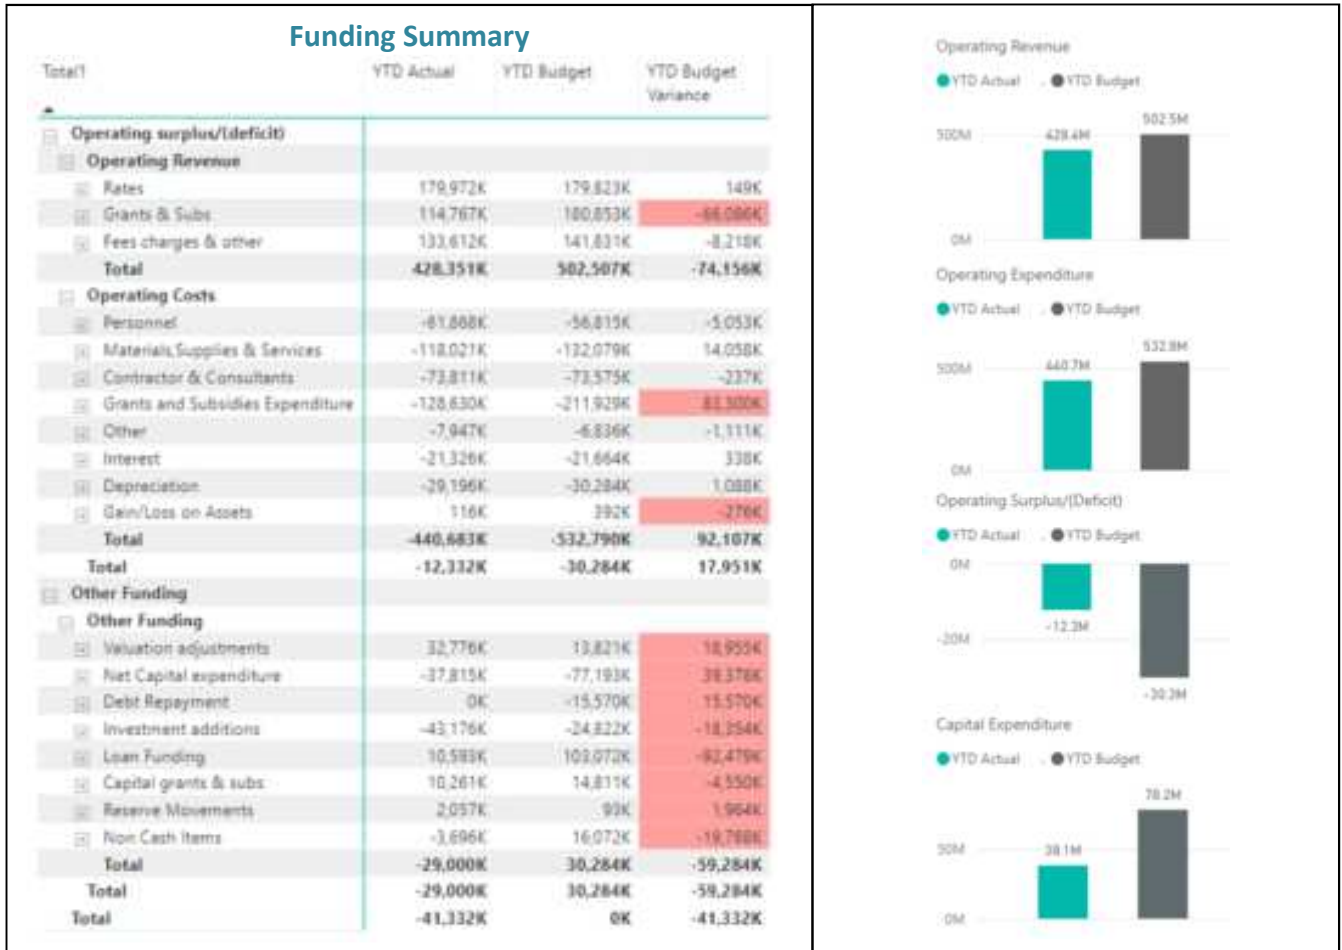 Funding Summary
Total1 YTD Actual YTD Budget YTD Budget Variance
Operating surplus/(deficit)
Operating Revenue
Rates 179,972K 179,823K 149K
Grants & Subs 114,767K 180,853K -66,086K
Fees charges & other 133,612K 141,831K -8,218K
Total 428,351K 502,507K -74,156K
Operating Costs
Personnel -61,868K -56,815K -5,053K
Materials,Supplies & Services -118,021K -132,079K 14,058K
Contractor & Consultants -73,811K -73,575K -237K
Grants and Subsidies Expenditure -128,630K -211,929K 83,300K
Other -7,947K -6,836K -1,111K
Interest -21,326K -21,664K 338K
Depreciation -29,196K -30,284K 1,088K
Gain/Loss on Assets 116K 392K -276K
Total -440,683K -532,790K 92,107K
Total -12,332K -30,284K 17,951K
Other Funding
Other Funding
Valuation adjustments 32,776K 13,821K 18,955K
Net Capital expenditure -37,815K -77,193K 39,378K
Debt Repayment 0K -15,570K 15,570K
Investment additions -43,176K -24,822K -18,354K
Loan Funding 10,593K 103,072K -92,479K
Capital grants & subs 10,261K 14,811K -4,550K
Reserve Movements 2,057K 93K 1,964K
Non Cash Items -3,696K 16,072K -19,768K
Total -29,000K 30,284K -59,284K
Total -29,000K 30,284K -59,284K
Total -41,332K 0K -41,332K
Operating Revenue
YTD Actual YTD Budget
502.5M
500M 428.4M
0M
Operating Expenditure
YTD Actual YTD Budget
532.8M
500M 440.7M
0M
Operating Surplus/(Deficit)
YTD Actual YTD Budget
0M
-12.3M
-20M
-30.3M
Capital Expenditure
YTD Actual YTD Budget
78.2M
50M 38.1M
0M